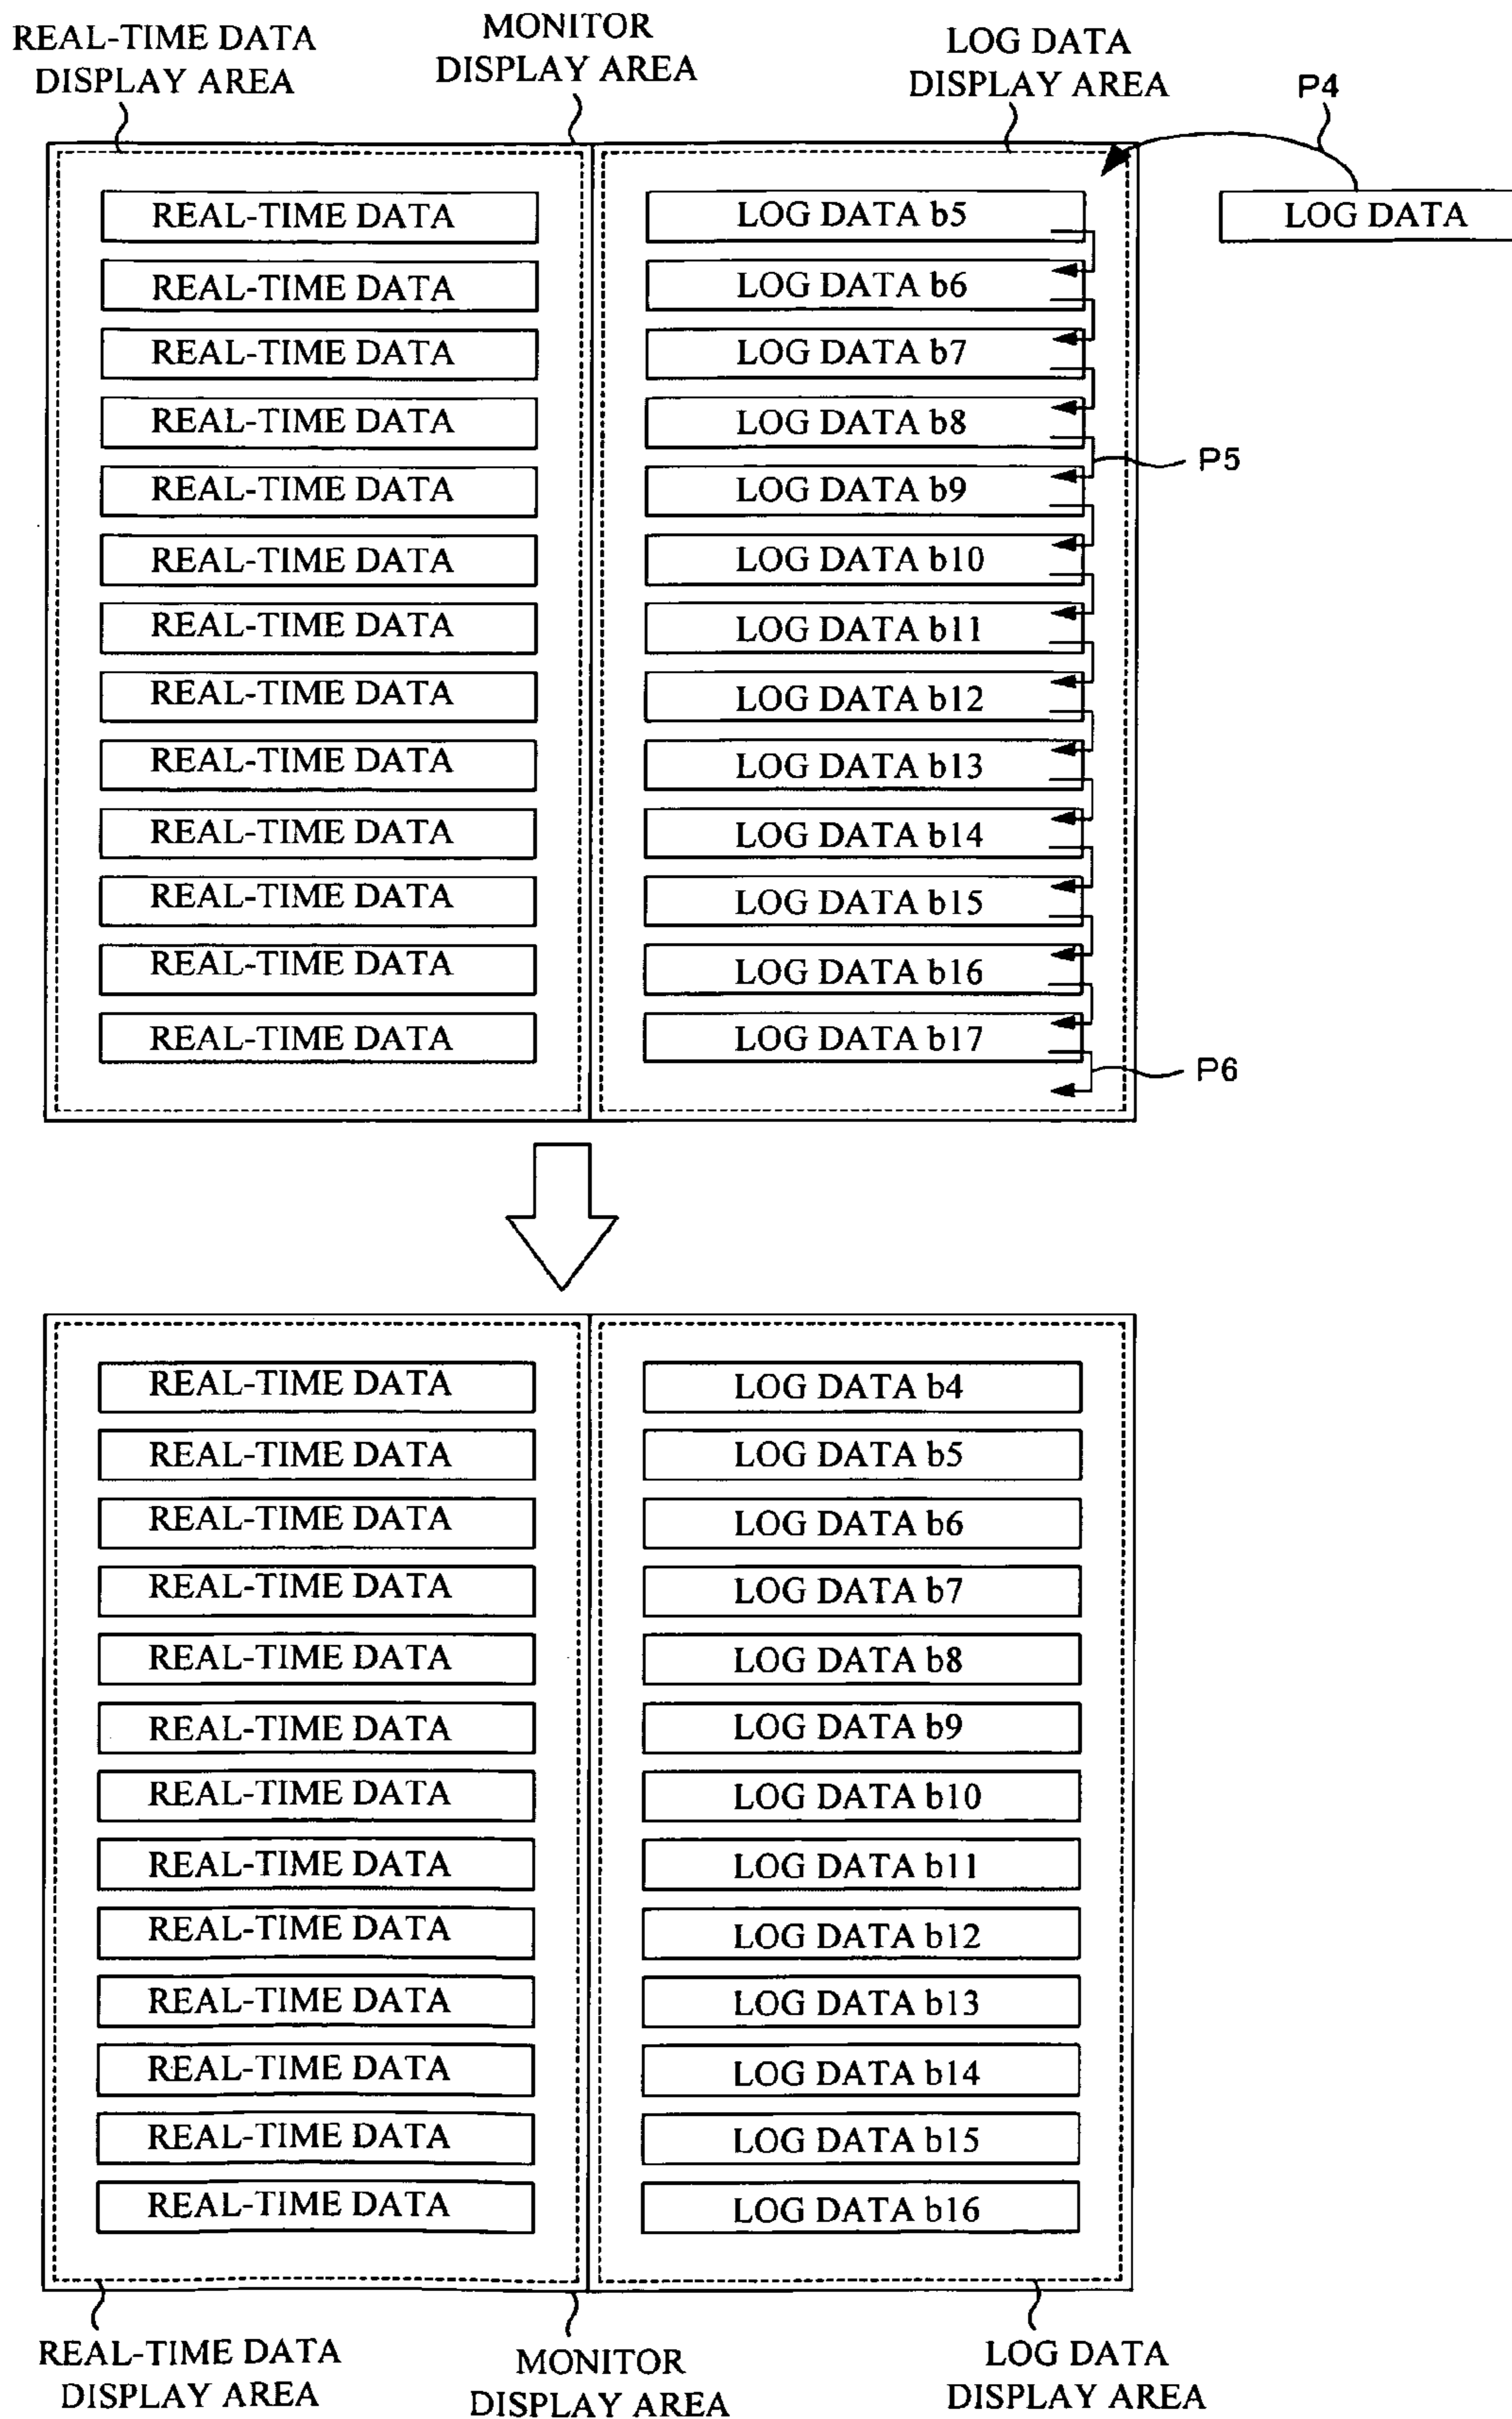 REAL-TIME DATA
DISPLAY AREA
MONITOR
DISPLAY AREA
LOG DATA
DISPLAY AREA
P4
LOG DATA
REAL-TIME DATA
LOG DATA b5
REAL-TIME DATA
LOG DATA b6
REAL-TIME DATA
LOG DATA b7
REAL-TIME DATA
LOG DATA b8
P5
REAL-TIME DATA
LOG DATA b9
REAL-TIME DATA
LOG DATA b10
REAL-TIME DATA
LOG DATA b11
REAL-TIME DATA
LOG DATA b12
REAL-TIME DATA
LOG DATA b13
REAL-TIME DATA
LOG DATA b14
REAL-TIME DATA
LOG DATA b15
REAL-TIME DATA
LOG DATA b16
REAL-TIME DATA
LOG DATA b17
P6
REAL-TIME DATA
LOG DATA b4
REAL-TIME DATA
LOG DATA b5
REAL-TIME DATA
LOG DATA b6
REAL-TIME DATA
LOG DATA b7
REAL-TIME DATA
LOG DATA b8
REAL-TIME DATA
LOG DATA b9
REAL-TIME DATA
LOG DATA b10
REAL-TIME DATA
LOG DATA b11
REAL-TIME DATA
LOG DATA b12
REAL-TIME DATA
LOG DATA b13
REAL-TIME DATA
LOG DATA b14
REAL-TIME DATA
LOG DATA b15
REAL-TIME DATA
LOG DATA b16
REAL-TIME DATA
DISPLAY AREA
MONITOR
DISPLAY AREA
LOG DATA
DISPLAY AREA